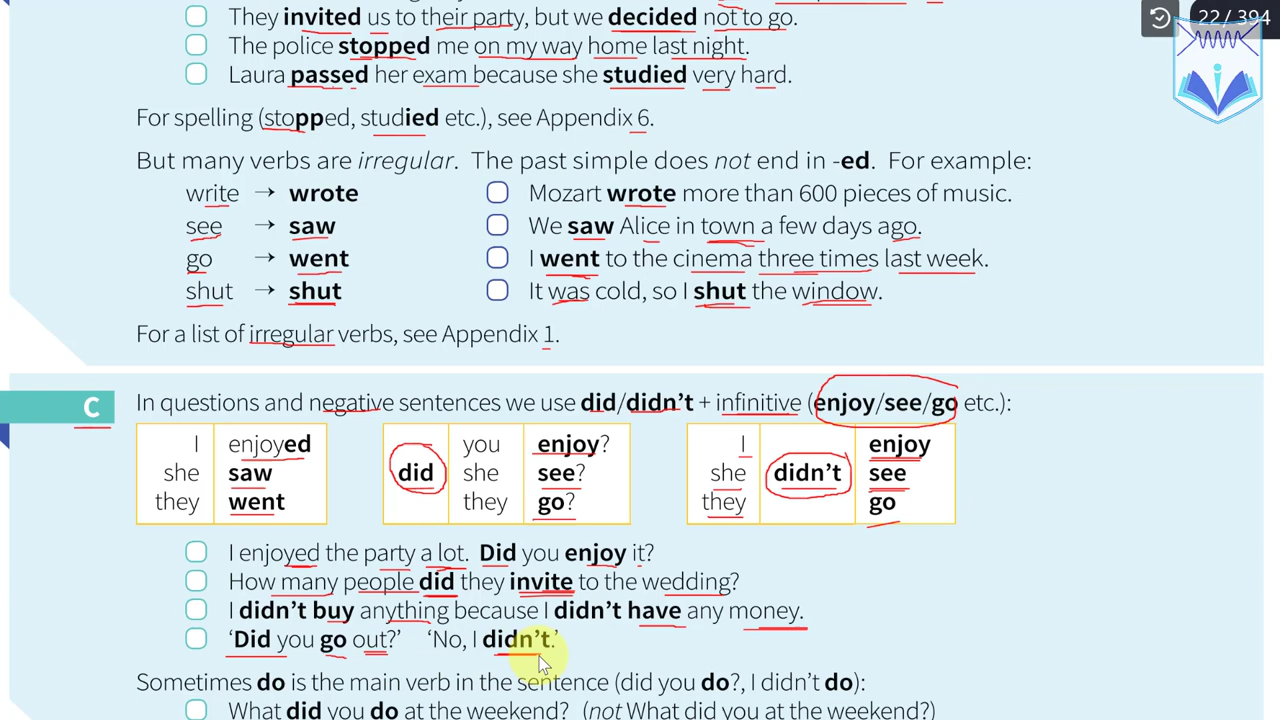 22 / 394
They invited us to their party, but we decided not to go.
The police stopped me on my way home last night.
Laura passed her exam because she studied very hard.
For spelling (stopped, studied etc.), see Appendix 6.
But many verbs are irregular. The past simple does not end in -ed. For example:
write → wrote Mozart wrote more than 600 pieces of music.
see → saw We saw Alice in town a few days ago.
go → went I went to the cinema three times last week.
shut → shut It was cold, so I shut the window.
For a list of irregular verbs, see Appendix 1.
C In questions and negative sentences we use did/didn’t + infinitive (enjoy/see/go etc.):
I enjoyed you enjoy? I enjoy
she saw did she see? she didn’t see
they went they go? they go
I enjoyed the party a lot. Did you enjoy it?
How many people did they invite to the wedding?
I didn’t buy anything because I didn’t have any money.
‘Did you go out?’ ‘No, I didn’t.’
Sometimes do is the main verb in the sentence (did you do?, I didn’t do):
What did you do at the weekend? (not What did you at the weekend?)